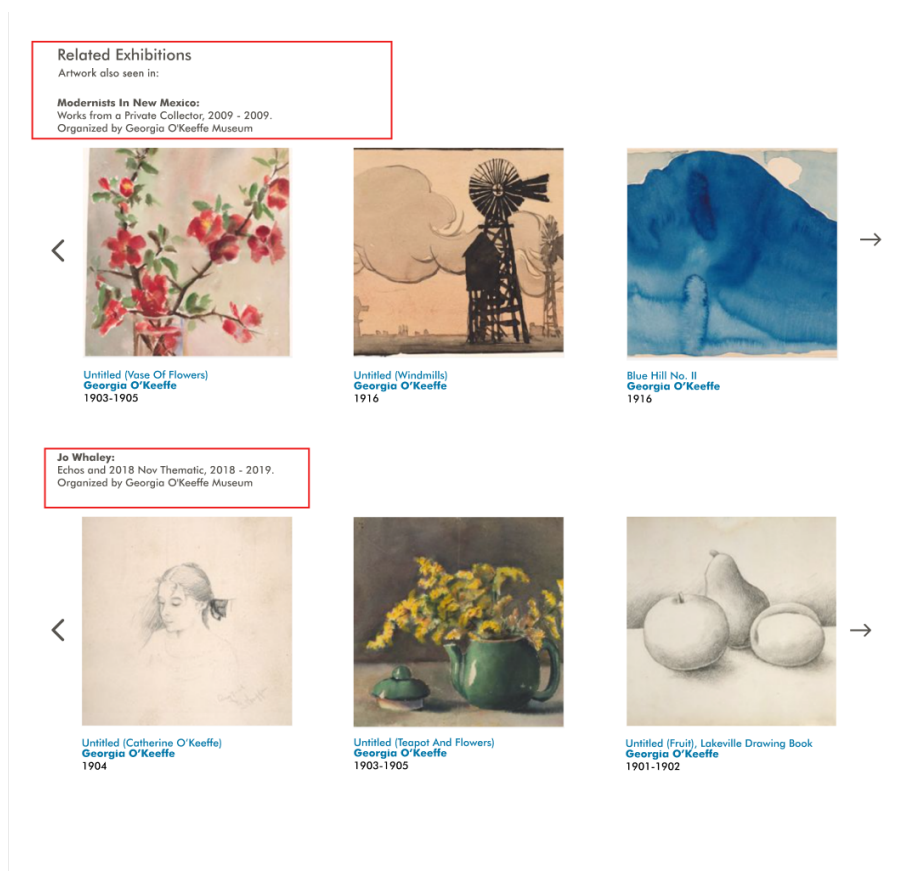 Related Exhibitions
Artwork also seen in:
Modernists In New Mexico:
Works from a Private Collector, 2009 - 2009.
Organized by Georgia O'Keeffe Museum
Untitled (Vase Of Flowers)
Georgia O'Keeffe
1903-1905
Untitled (Windmills)
Georgia O'Keeffe
1916
Blue Hill No. II
Georgia O'Keeffe
1916
Jo Whaley:
Echos and 2018 Nov Thematic, 2018 - 2019.
Organized by Georgia O'Keeffe Museum
Untitled (Catherine O'Keeffe)
Georgia O'Keeffe
1904
Untitled (Teapot And Flowers)
Georgia O'Keeffe
1903-1905
Untitled (Fruit), Lakeville Drawing Book
Georgia O'Keeffe
1901-1902